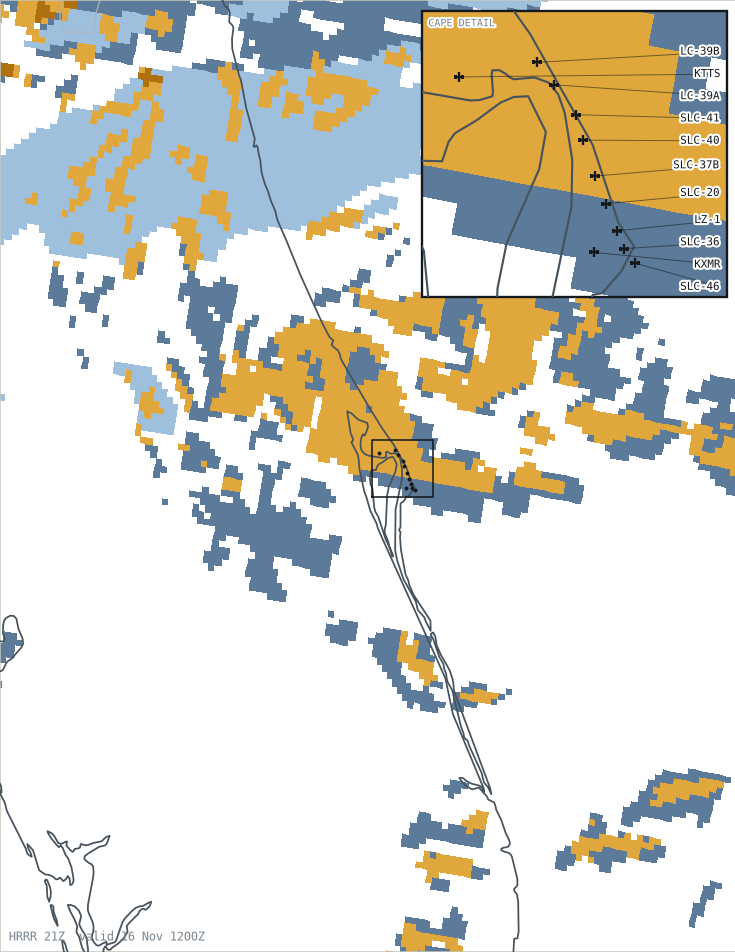 CAPE DETAIL
LC-39B
KTTS
LC-39A
SLC-41
SLC-40
SLC-37B
SLC-20
LZ-1
SLC-36
KXMR
SLC-46
HRRR 21Z  valid 16 Nov 1200Z